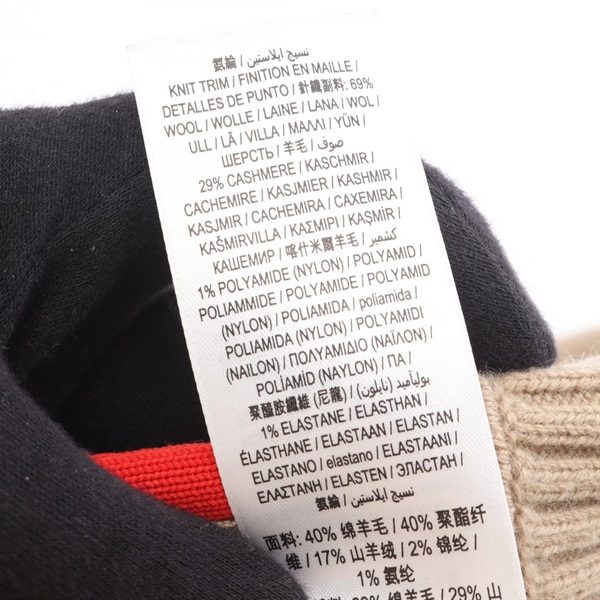 氨綸 / نسيج ايلاستين
KNIT TRIM / FINITION EN MAILLE /
DETALLES DE PUNTO / 針織副料: 69%
WOOL / WOLLE / LAINE / LANA / WOL /
ULL / LÃ / VILLA / ΜΑΛΛΙ / YÜN /
ШЕРСТЬ / 羊毛 / صوف
29% CASHMERE / KASCHMIR /
CACHEMIRE / KASJMIER / KASHMIR /
KASJMIR / CACHEMIRA / CAXEMIRA /
KAŠMIRVILLA / ΚΑΣΜΙΡΙ / KAŞMİR /
КАШЕМИР / 喀什米爾羊毛 / كشمير
1% POLYAMIDE (NYLON) / POLYAMID /
POLIAMMIDE / POLYAMIDE / POLYAMID
(NYLON) / POLIAMIDA / poliamida /
POLIAMIDA (NYLON) / POLYAMIDI
(NAILON) / ΠΟΛΥΑΜΙΔΙΟ (ΝΑΪΛΟΝ) /
POLİAMİD (NAYLON) / ПА /
聚醯胺纖維 (尼龍) / بوليآميد (نايلون)
1% ELASTANE / ELASTHAN /
ÉLASTHANE / ELASTAAN / ELASTAN /
ELASTANO / elastano / ELASTAANI /
ΕΛΑΣΤΑΝΗ / ELASTEN / ЭЛАСТАН /
氨綸 / نسيج ايلاستين
面料: 40% 绵羊毛 / 40% 聚酯纤
维 / 17% 山羊绒 / 2% 锦纶 /
1% 氨纶
绵羊毛 / 29% 山